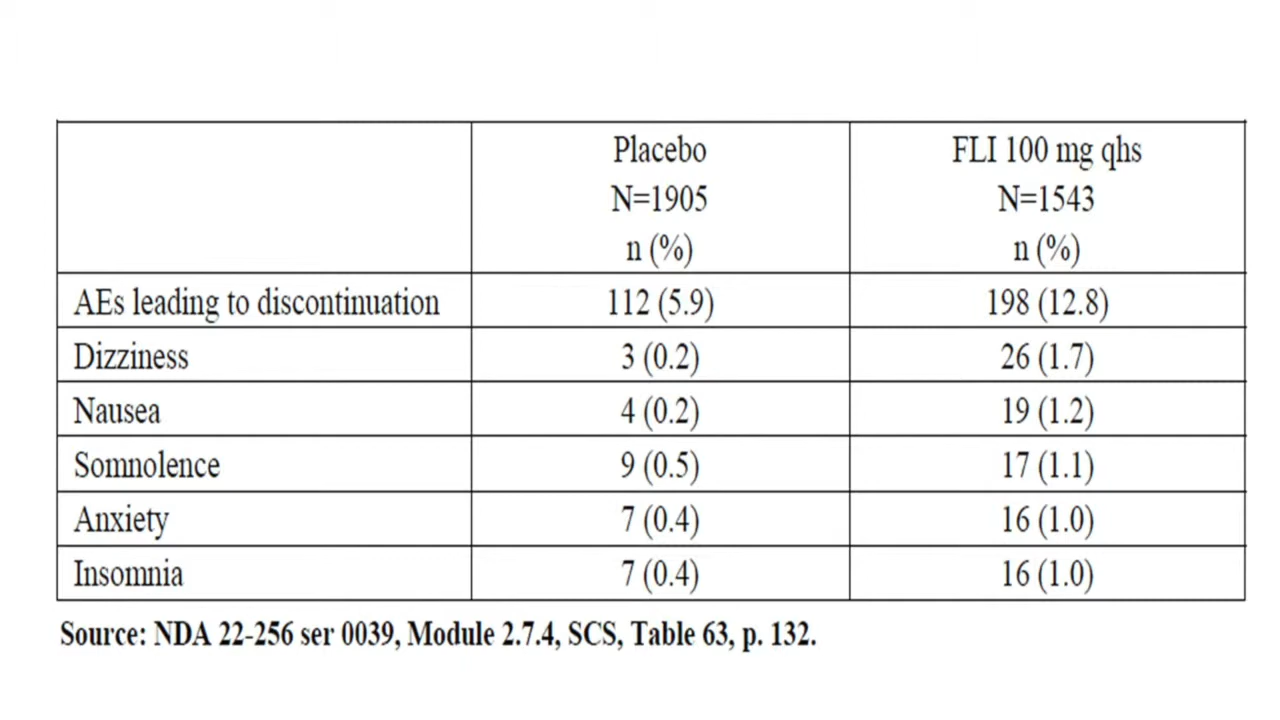 Placebo FLI 100 mg qhs
N=1905 N=1543
n (%) n (%)
AEs leading to discontinuation 112 (5.9) 198 (12.8)
Dizziness 3 (0.2) 26 (1.7)
Nausea 4 (0.2) 19 (1.2)
Somnolence 9 (0.5) 17 (1.1)
Anxiety 7 (0.4) 16 (1.0)
Insomnia 7 (0.4) 16 (1.0)
Source: NDA 22-256 ser 0039, Module 2.7.4, SCS, Table 63, p. 132.